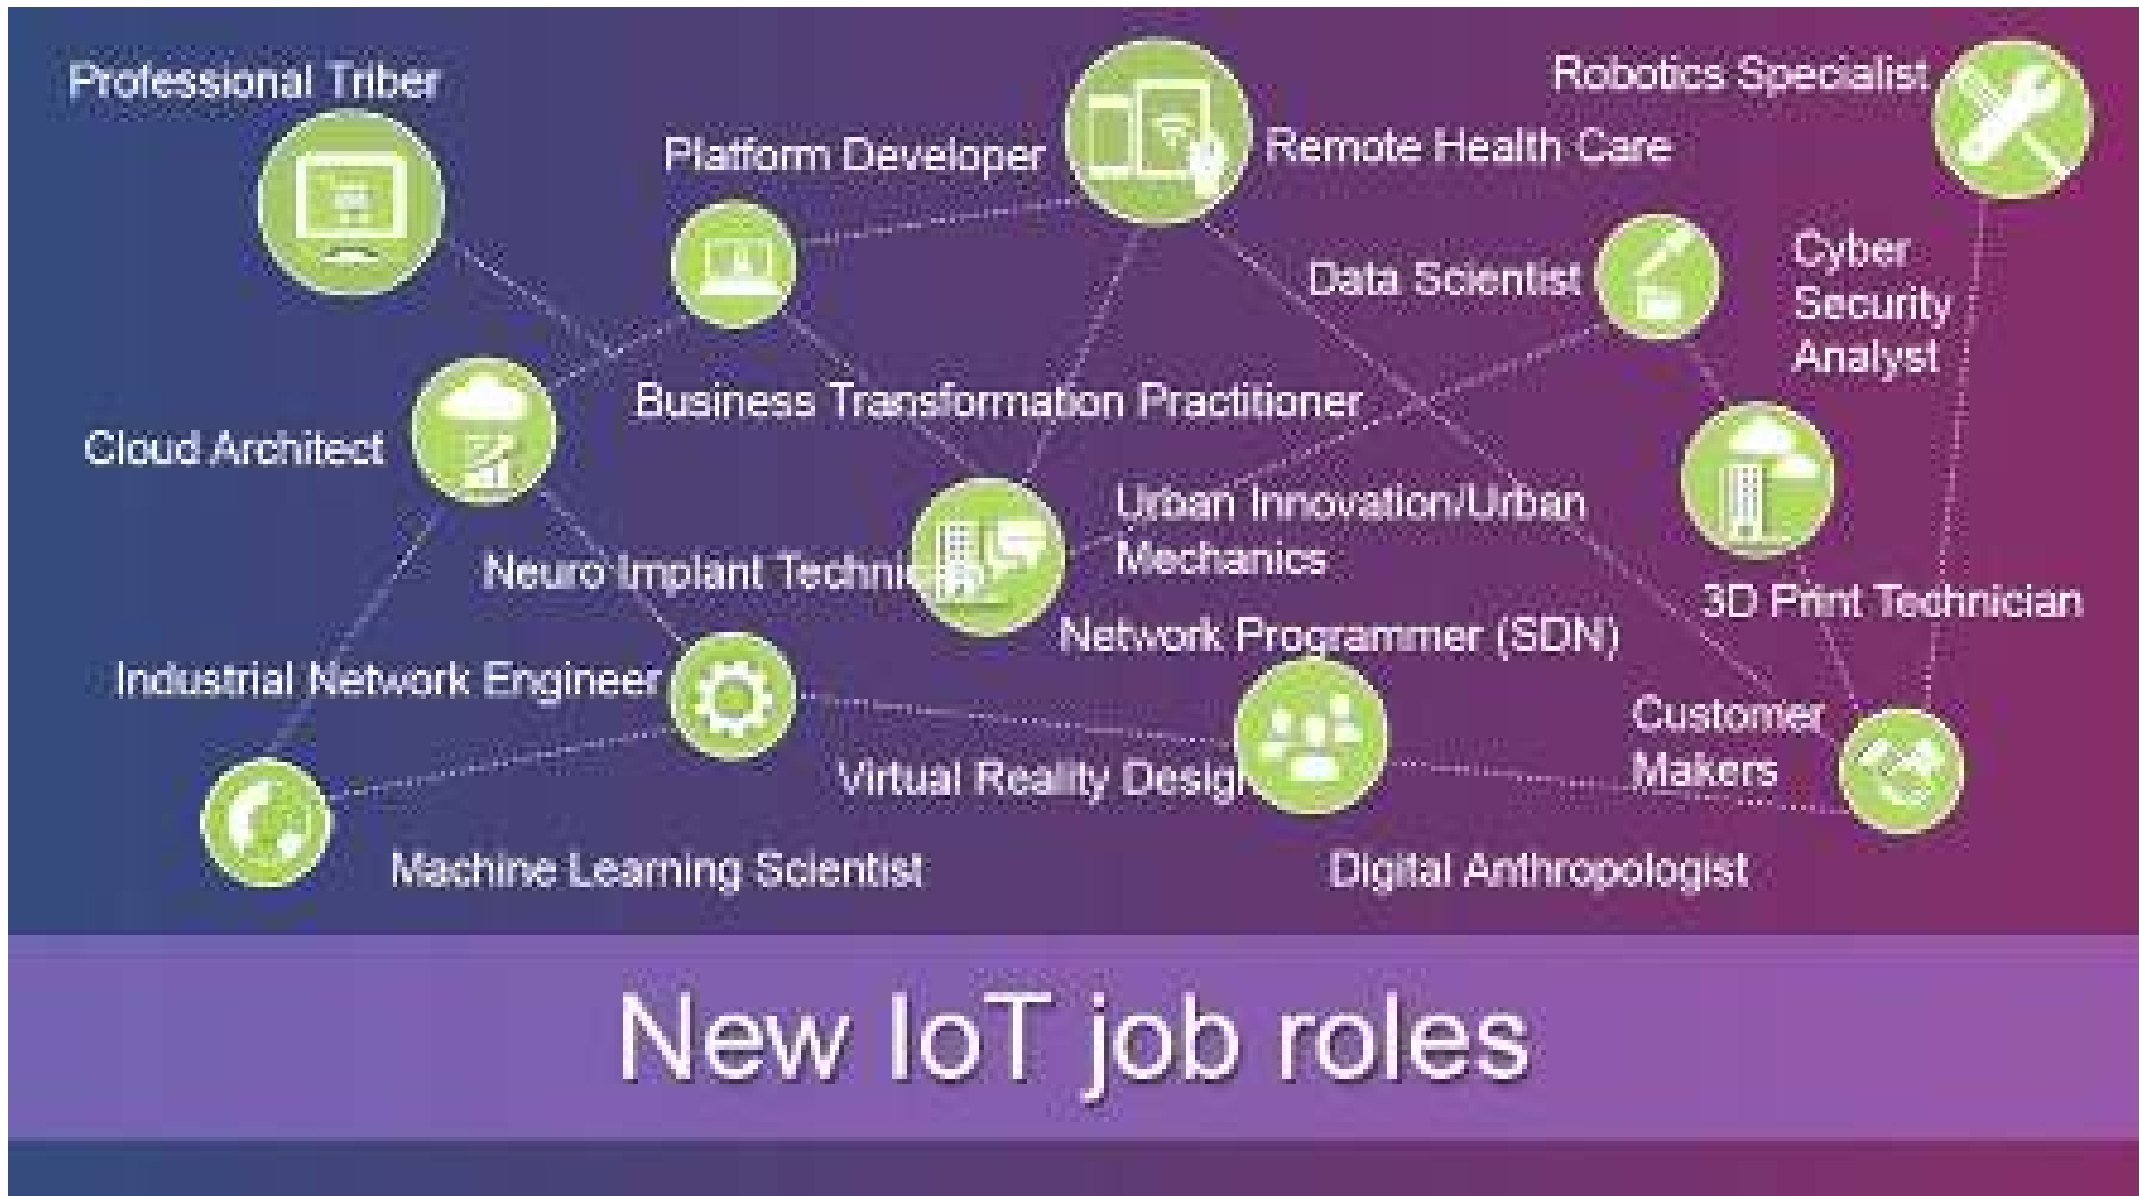 Professional Triber
Robotics Specialist
Platform Developer
Remote Health Care
Data Scientist
Cyber
Security
Analyst
Business Transformation Practitioner
Cloud Architect
Urban Innovation/Urban
Mechanics
Neuro Implant
3D Print Technician
Network Programmer (SDN)
Industrial Network Engineer
Customer
Makers
Virtual Reality
Machine Learning Scientist
Digital Anthropologist
New IoT job roles